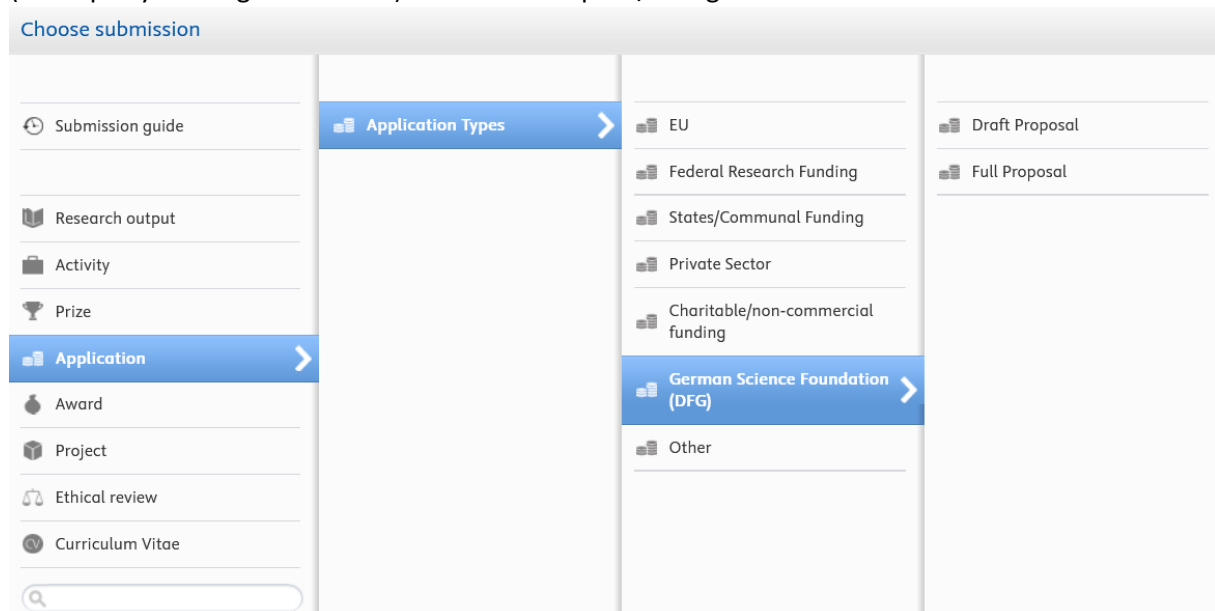 Choose submission
Submission guide
Research output
Activity
Prize
Application
Award
Project
Ethical review
CV Curriculum Vitae
Application Types
EU
Federal Research Funding
States/Communal Funding
Private Sector
Charitable/non-commercial
funding
German Science Foundation
(DFG)
Other
Draft Proposal
Full Proposal